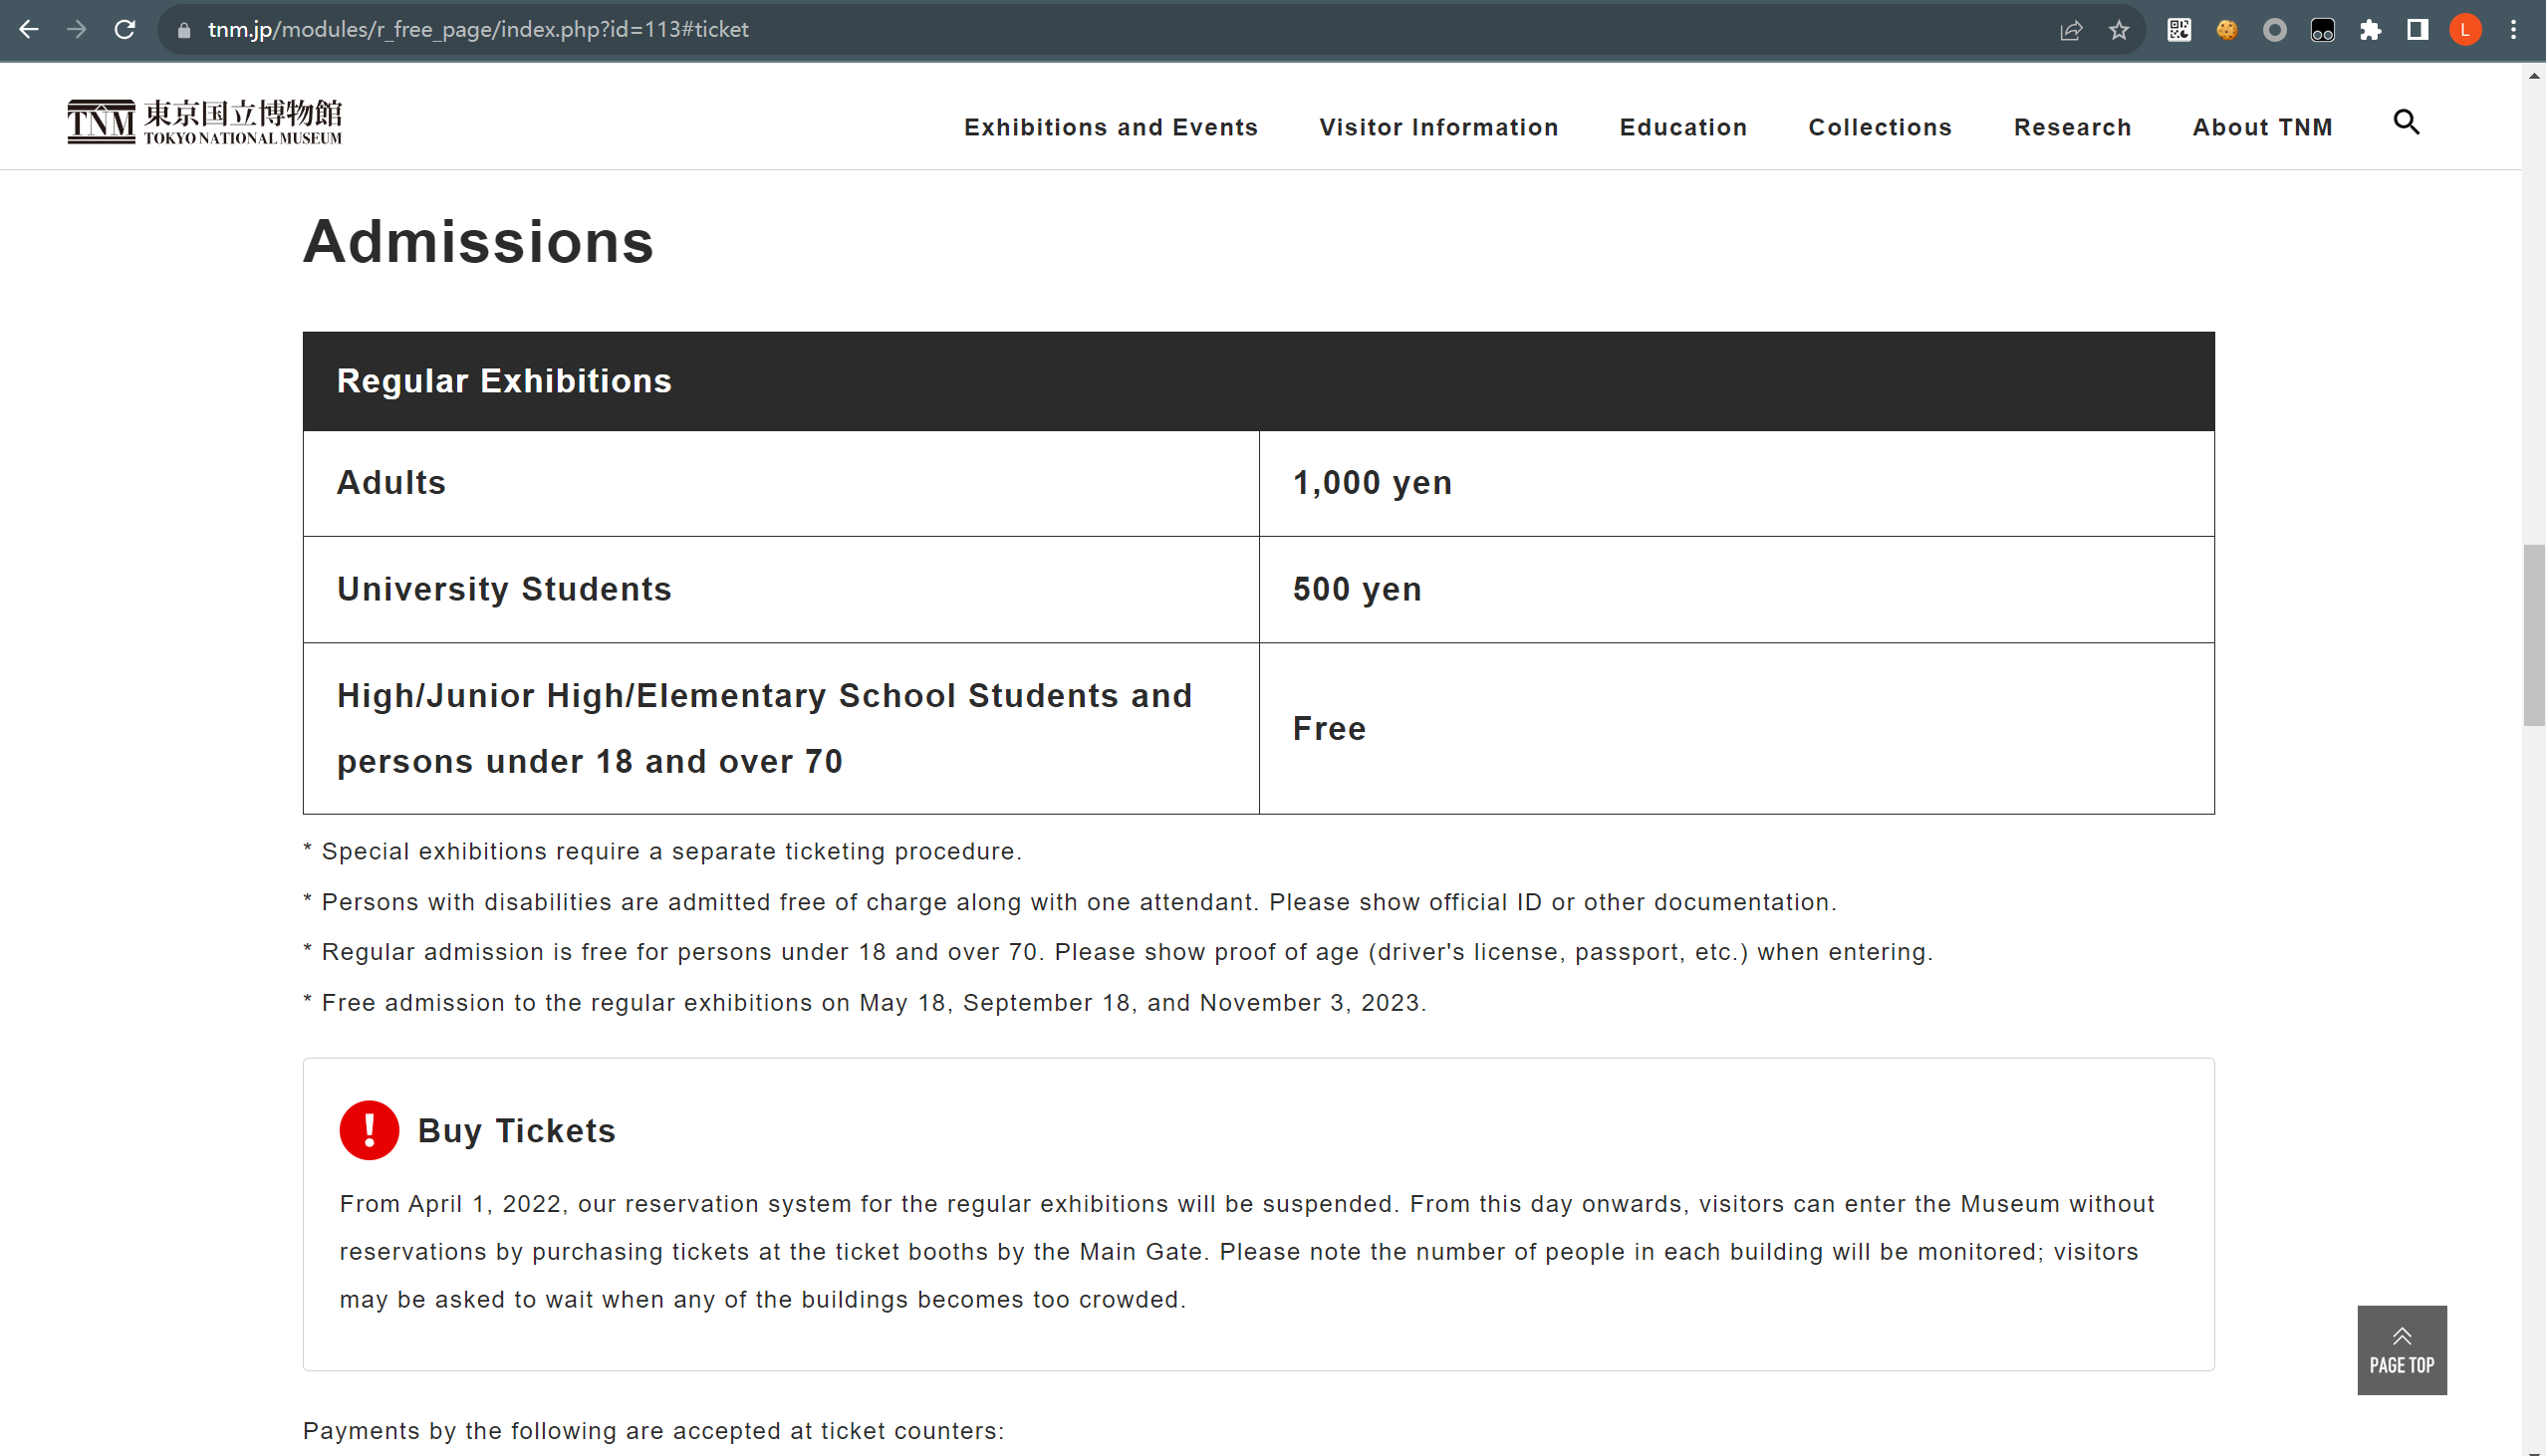 tnm.jp/modules/r_free_page/index.php?id=113#ticket
L
TNM 東京国立博物館
TOKYO NATIONAL MUSEUM
Exhibitions and Events Visitor Information Education Collections Research About TNM
Admissions
Regular Exhibitions
Adults 1,000 yen
University Students 500 yen
High/Junior High/Elementary School Students and
persons under 18 and over 70
Free
* Special exhibitions require a separate ticketing procedure.
* Persons with disabilities are admitted free of charge along with one attendant. Please show official ID or other documentation.
* Regular admission is free for persons under 18 and over 70. Please show proof of age (driver's license, passport, etc.) when entering.
* Free admission to the regular exhibitions on May 18, September 18, and November 3, 2023.
! Buy Tickets
From April 1, 2022, our reservation system for the regular exhibitions will be suspended. From this day onwards, visitors can enter the Museum without
reservations by purchasing tickets at the ticket booths by the Main Gate. Please note the number of people in each building will be monitored; visitors
may be asked to wait when any of the buildings becomes too crowded.
PAGE TOP
Payments by the following are accepted at ticket counters: